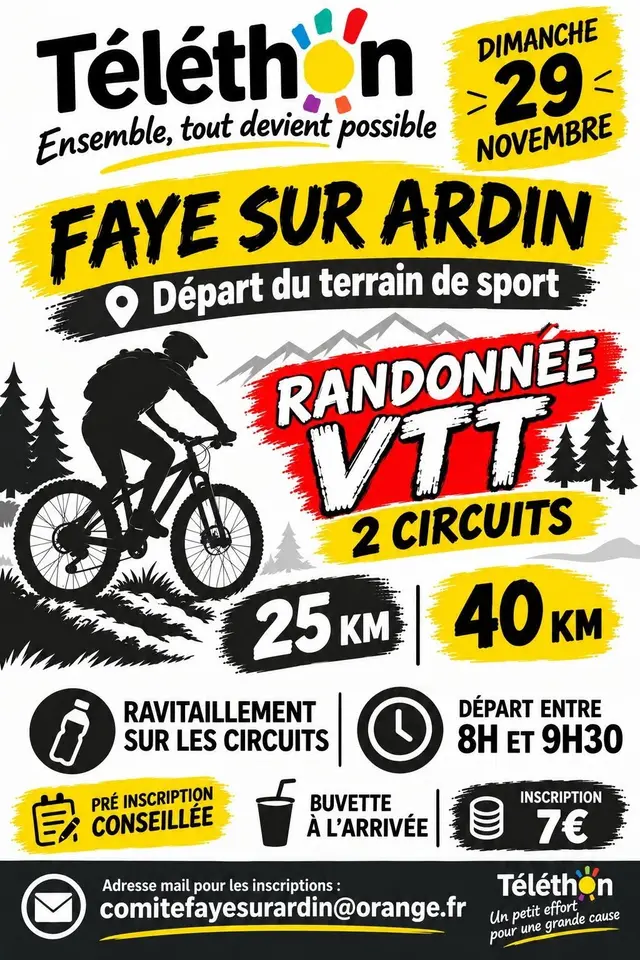 Téléthon
Ensemble, tout devient possible
DIMANCHE
29
NOVEMBRE
FAYE SUR ARDIN
Départ du terrain de sport
RANDONNÉE
VTT
2 CIRCUITS
25 KM
40 KM
RAVITAILLEMENT
SUR LES CIRCUITS
DÉPART ENTRE
8H ET 9H30
PRÉ INSCRIPTION
CONSEILLÉE
BUVETTE
À L'ARRIVÉE
INSCRIPTION
7€
Adresse mail pour les inscriptions :
comitefayesurardin@orange.fr
Téléthon
Un petit effort
pour une grande cause